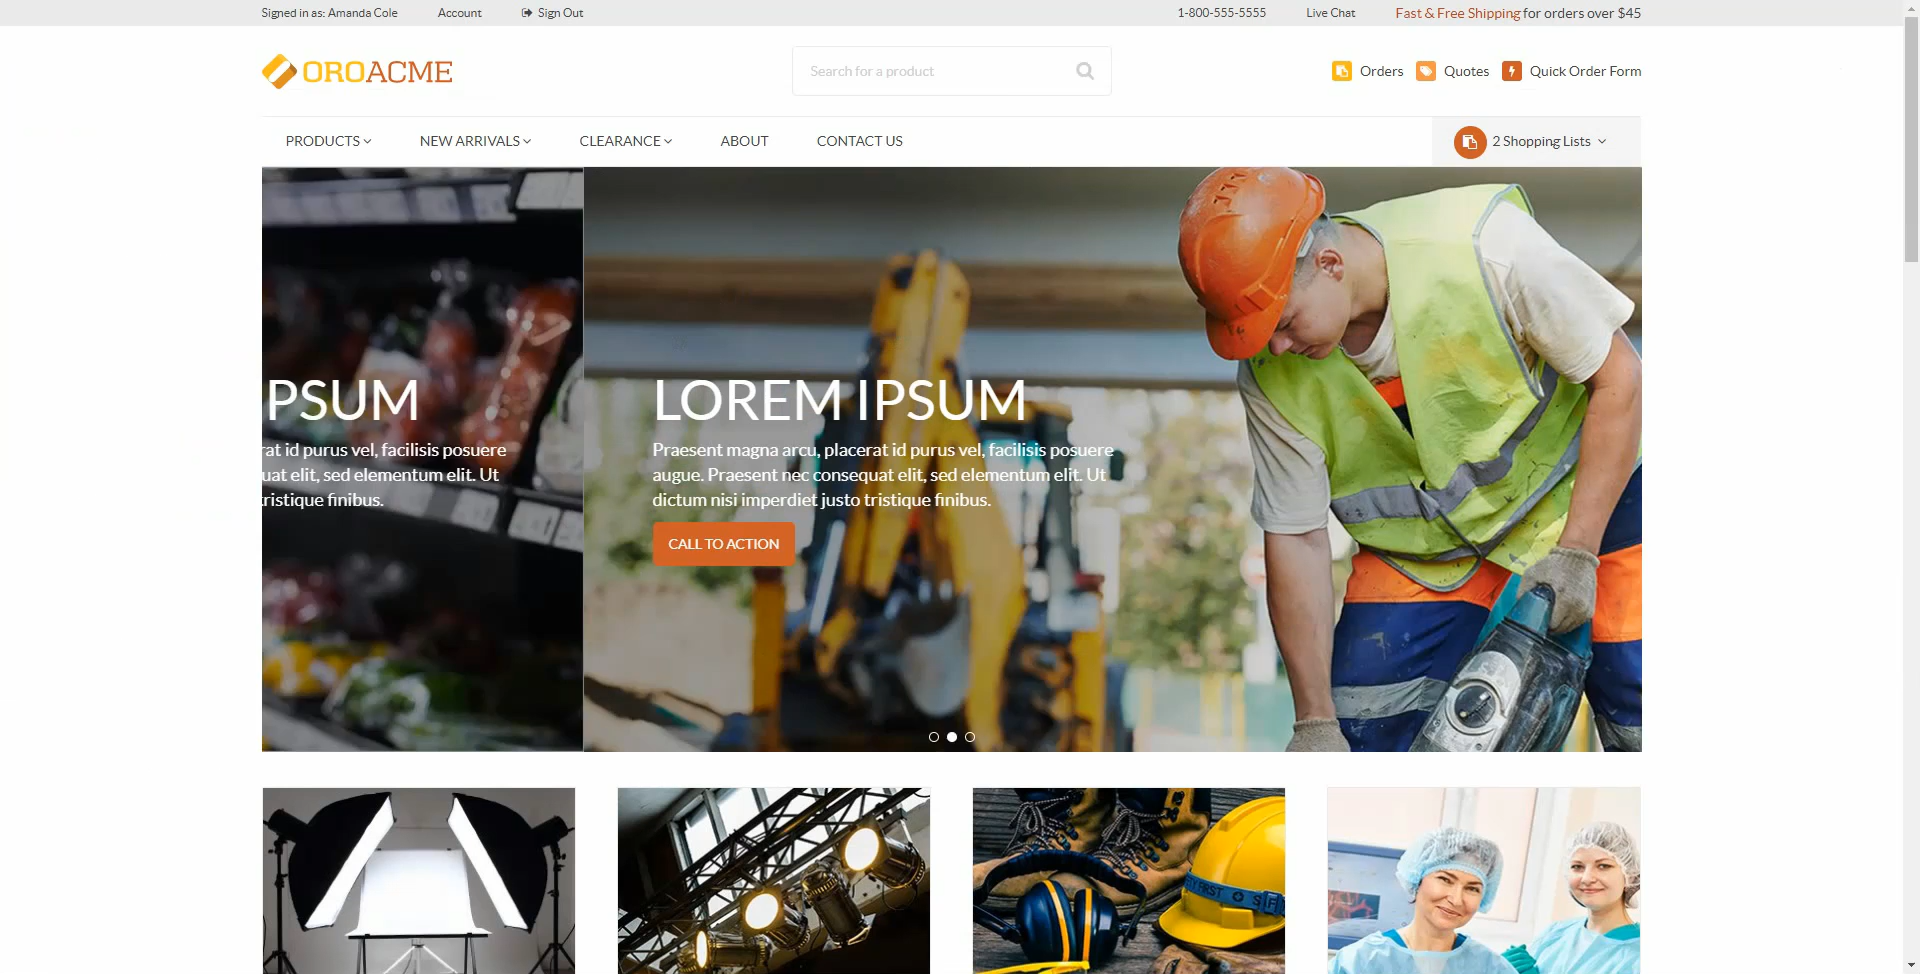 Signed in as: Amanda Cole Account Sign Out 1-800-555-5555 Live Chat Fast & Free Shipping for orders over $45
OROACME Search for a product Orders Quotes Quick Order Form
PRODUCTS NEW ARRIVALS CLEARANCE ABOUT CONTACT US 2 Shopping Lists
PSUM
rat id purus vel, facilisis posuere
uat elit, sed elementum elit. Ut
tristique finibus.
LOREM IPSUM
Praesent magna arcu, placerat id purus vel, facilisis posuere
augue. Praesent nec consequat elit, sed elementum elit. Ut
dictum nisi imperdiet justo tristique finibus.
CALL TO ACTION